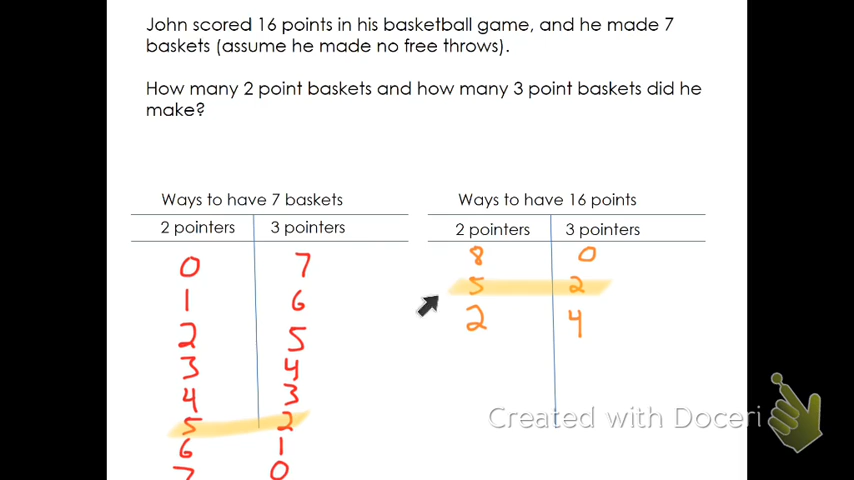 John scored 16 points in his basketball game, and he made 7
baskets (assume he made no free throws).
How many 2 point baskets and how many 3 point baskets did he
make?
Ways to have 7 baskets
2 pointers 3 pointers
0 7
1 6
2 5
3 4
4 3
5 2
6 1
7 0
Ways to have 16 points
2 pointers 3 pointers
8 0
5 2
2 4
Created with Doceri